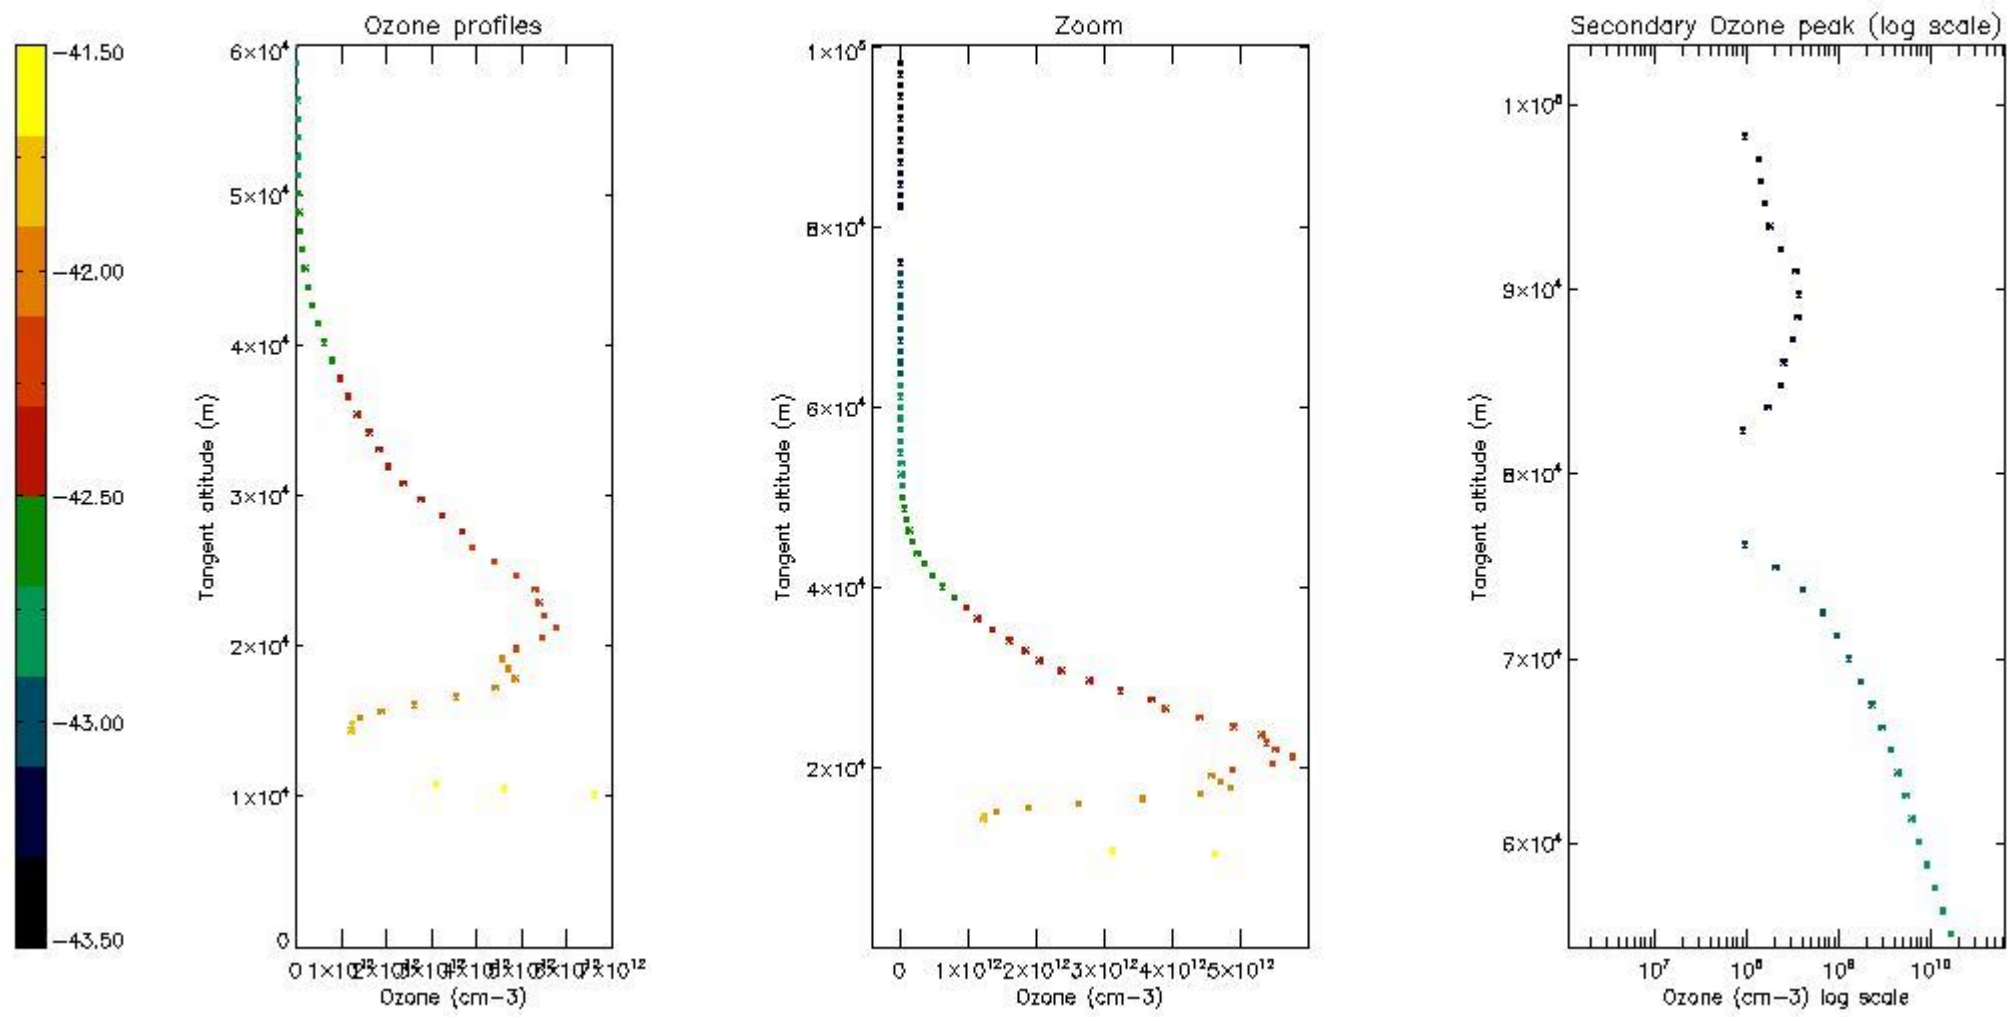 Ozone profiles
Zoom
Secondary Ozone peak (log scale)
−41.50
−42.00
−42.50
−43.00
−43.50
6×10⁴
5×10⁴
4×10⁴
3×10⁴
2×10⁴
1×10⁴
0
Tangent altitude (m)
Ozone (cm−3)
1×10⁵
8×10⁴
6×10⁴
4×10⁴
2×10⁴
Tangent altitude (m)
0 1×10¹² 2×10¹² 3×10¹² 4×10¹² 5×10¹²
Ozone (cm−3)
9×10⁴
8×10⁴
7×10⁴
6×10⁴
Tangent altitude (m)
10⁷ 10⁸ 10⁹ 10¹⁰
Ozone (cm−3) log scale